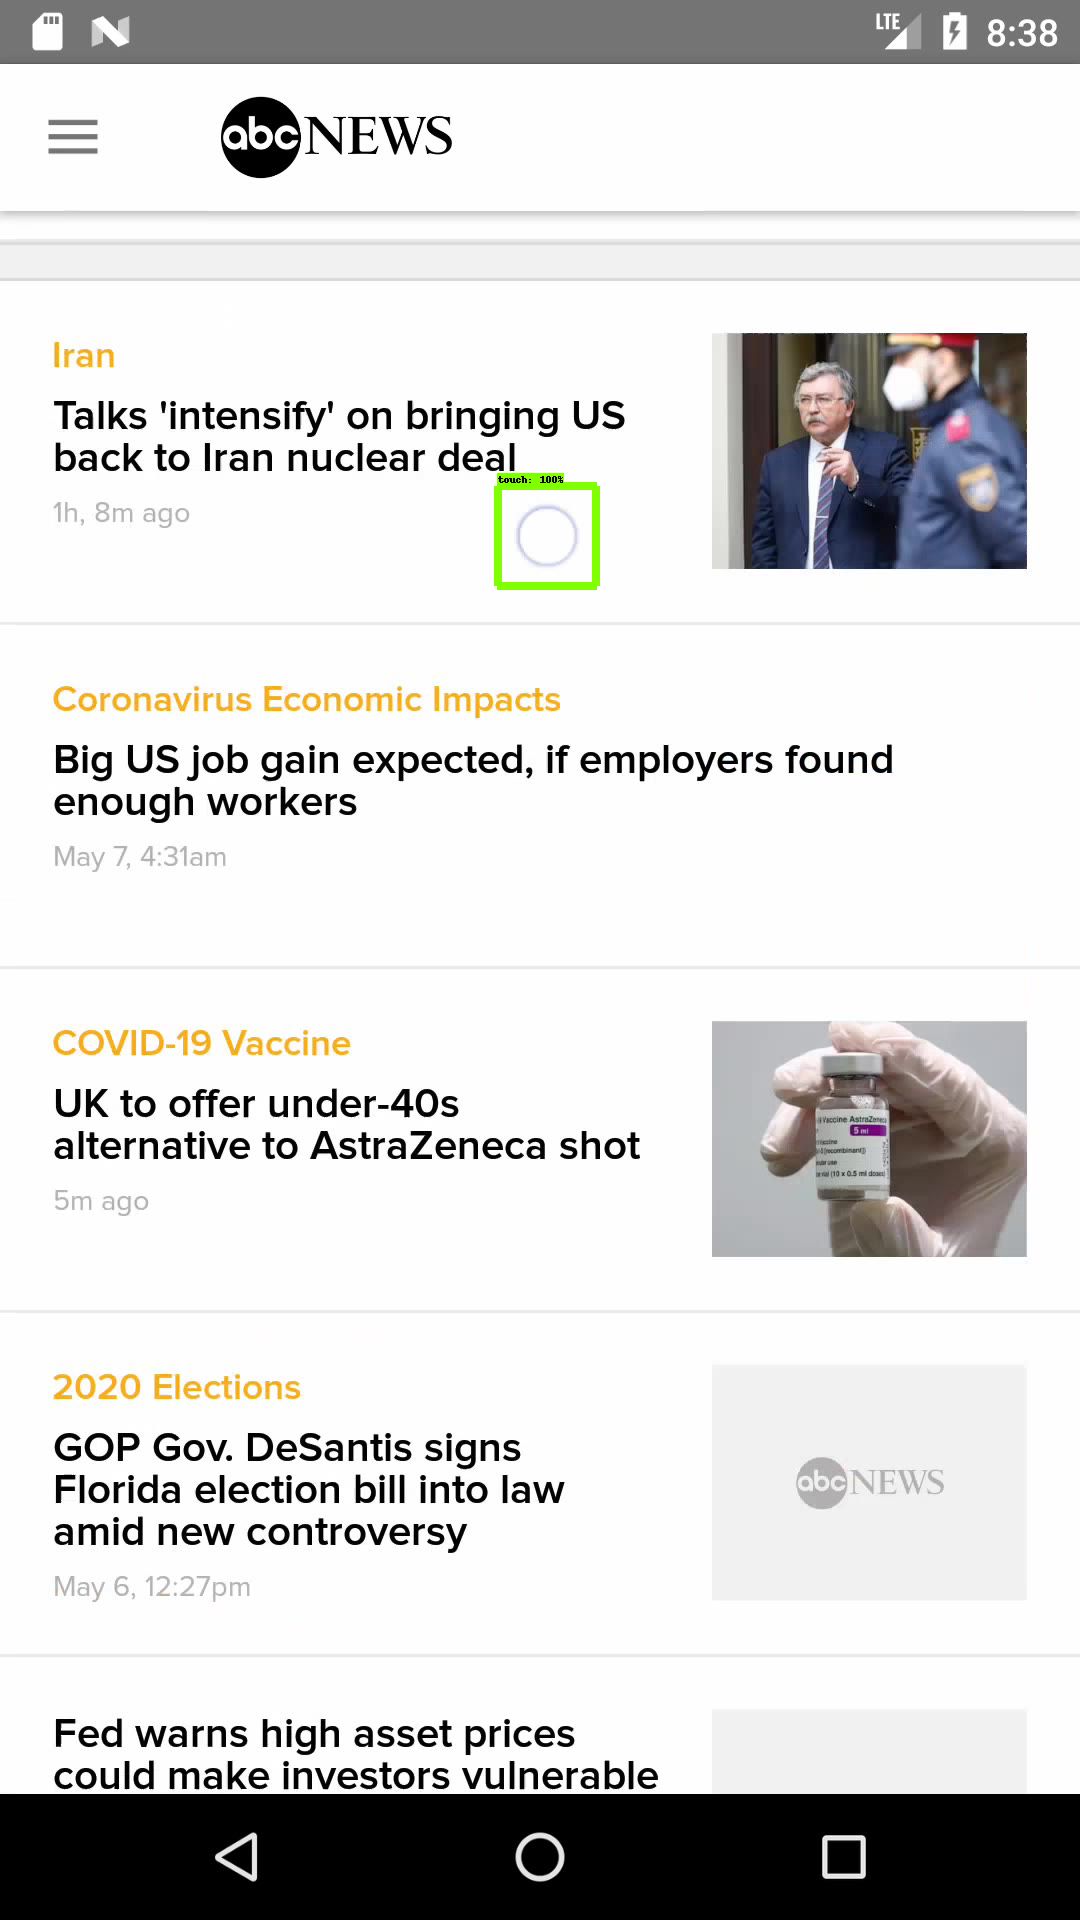 LTE
8:38
abc NEWS
Iran
Talks 'intensify' on bringing US
back to Iran nuclear deal
touch: 100%
1h, 8m ago
Coronavirus Economic Impacts
Big US job gain expected, if employers found
enough workers
May 7, 4:31am
COVID-19 Vaccine
UK to offer under-40s
alternative to AstraZeneca shot
5m ago
Vaccine AstraZeneca
5 ml
2020 Elections
GOP Gov. DeSantis signs
Florida election bill into law
amid new controversy
May 6, 12:27pm
abc NEWS
Fed warns high asset prices
could make investors vulnerable